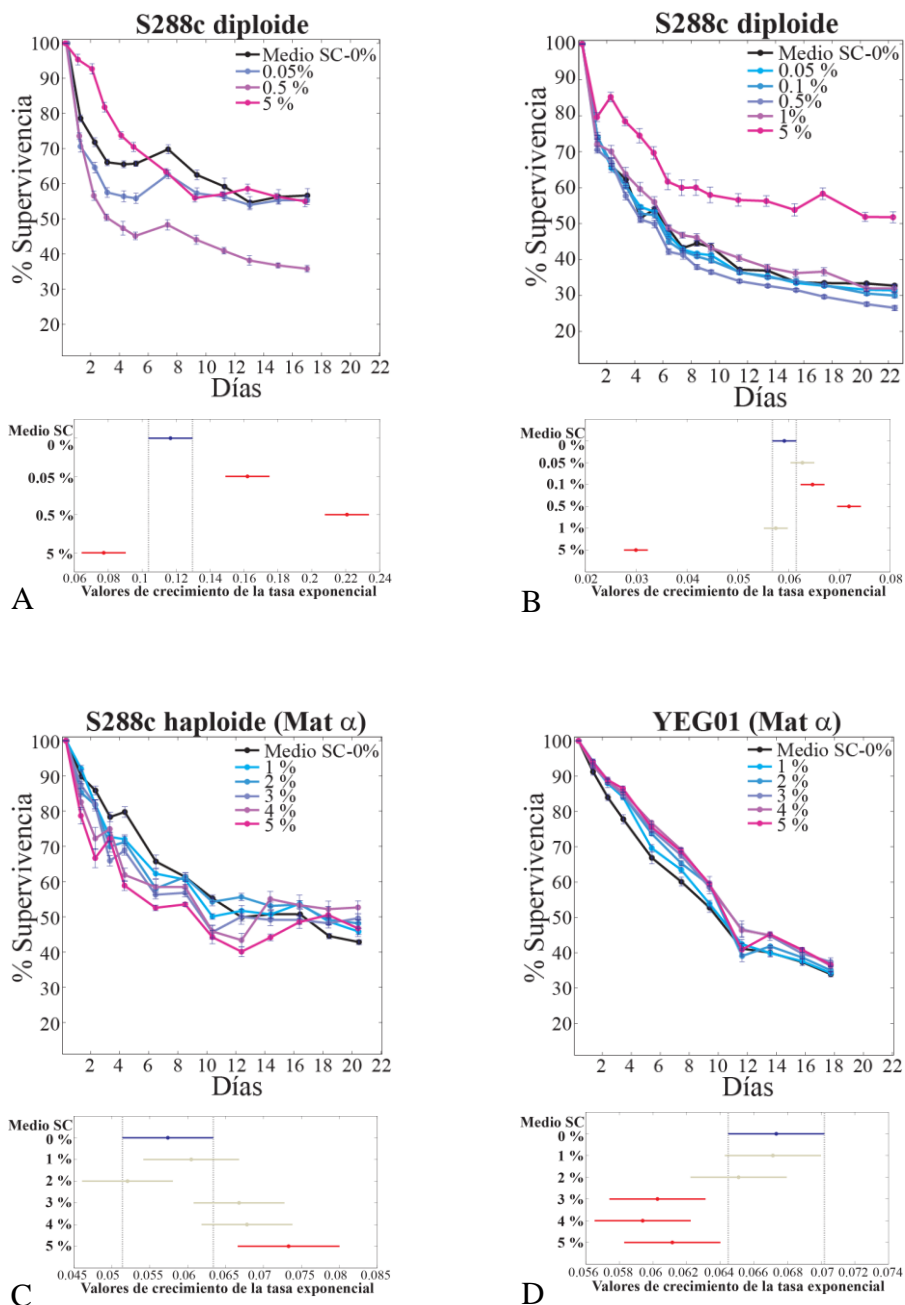 S288c diploide
% Supervivencia
100
90
80
70
60
50
40
30
20
Medio SC-0%
0.05%
0.5 %
5 %
2 4 6 8 10 12 14 16 18 20 22
Días
Medio SC
0 %
0.05 %
0.5 %
5 %
0.06 0.08 0.1 0.12 0.14 0.16 0.18 0.2 0.22 0.24
Valores de crecimiento de la tasa exponencial
A
S288c diploide
% Supervivencia
100
90
80
70
60
50
40
30
20
Medio SC-0%
0.05 %
0.1 %
0.5%
1%
5 %
2 4 6 8 10 12 14 16 18 20 22
Días
Medio SC
0 %
0.05 %
0.1 %
0.5 %
1 %
5 %
0.02 0.03 0.04 0.05 0.06 0.07 0.08
Valores de crecimiento de la tasa exponencial
B
S288c haploide (Mat α)
% Supervivencia
100
90
80
70
60
50
40
30
20
Medio SC-0%
1 %
2 %
3 %
4 %
5 %
2 4 6 8 10 12 14 16 18 20 22
Días
Medio SC
0 %
1 %
2 %
3 %
4 %
5 %
0.045 0.05 0.055 0.06 0.065 0.07 0.075 0.08 0.085
Valores de crecimiento de la tasa exponencial
C
YEG01 (Mat α)
% Supervivencia
100
90
80
70
60
50
40
30
20
Medio SC-0%
1 %
2 %
3 %
4 %
5 %
2 4 6 8 10 12 14 16 18 20 22
Días
Medio SC
0 %
1 %
2 %
3 %
4 %
5 %
0.056 0.058 0.06 0.062 0.064 0.066 0.068 0.07 0.072 0.074
Valores de crecimiento de la tasa exponencial
D